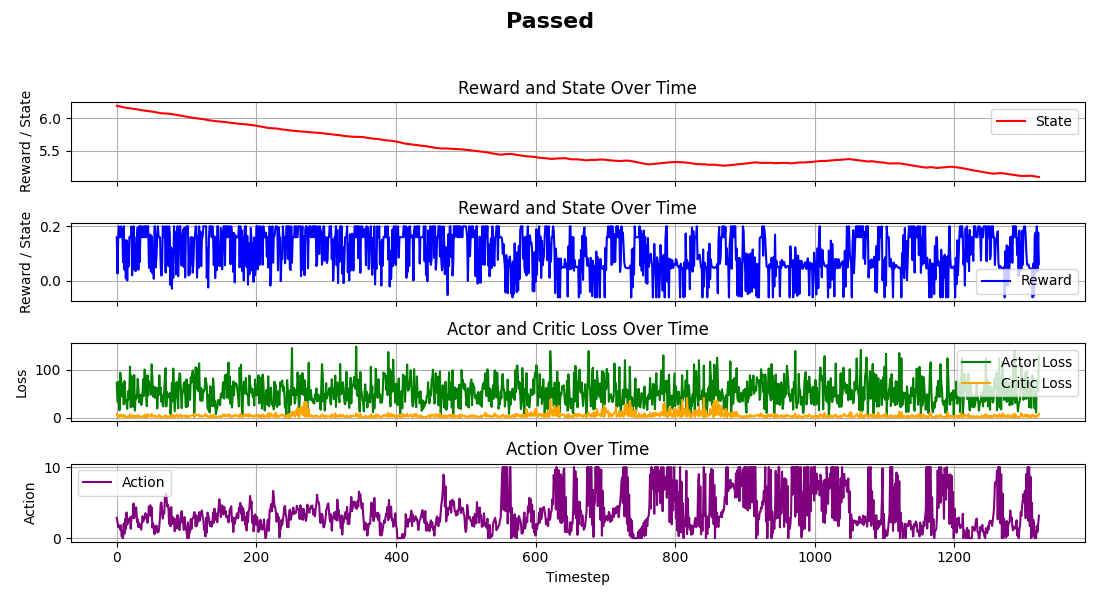 Passed
Reward and State Over Time
Reward / State
6.0
5.5
State
Reward and State Over Time
Reward / State
0.2
0.0
Reward
Actor and Critic Loss Over Time
Loss
100
0
Actor Loss
Critic Loss
Action Over Time
Action
10
0
Action
0 200 400 600 800 1000 1200
Timestep